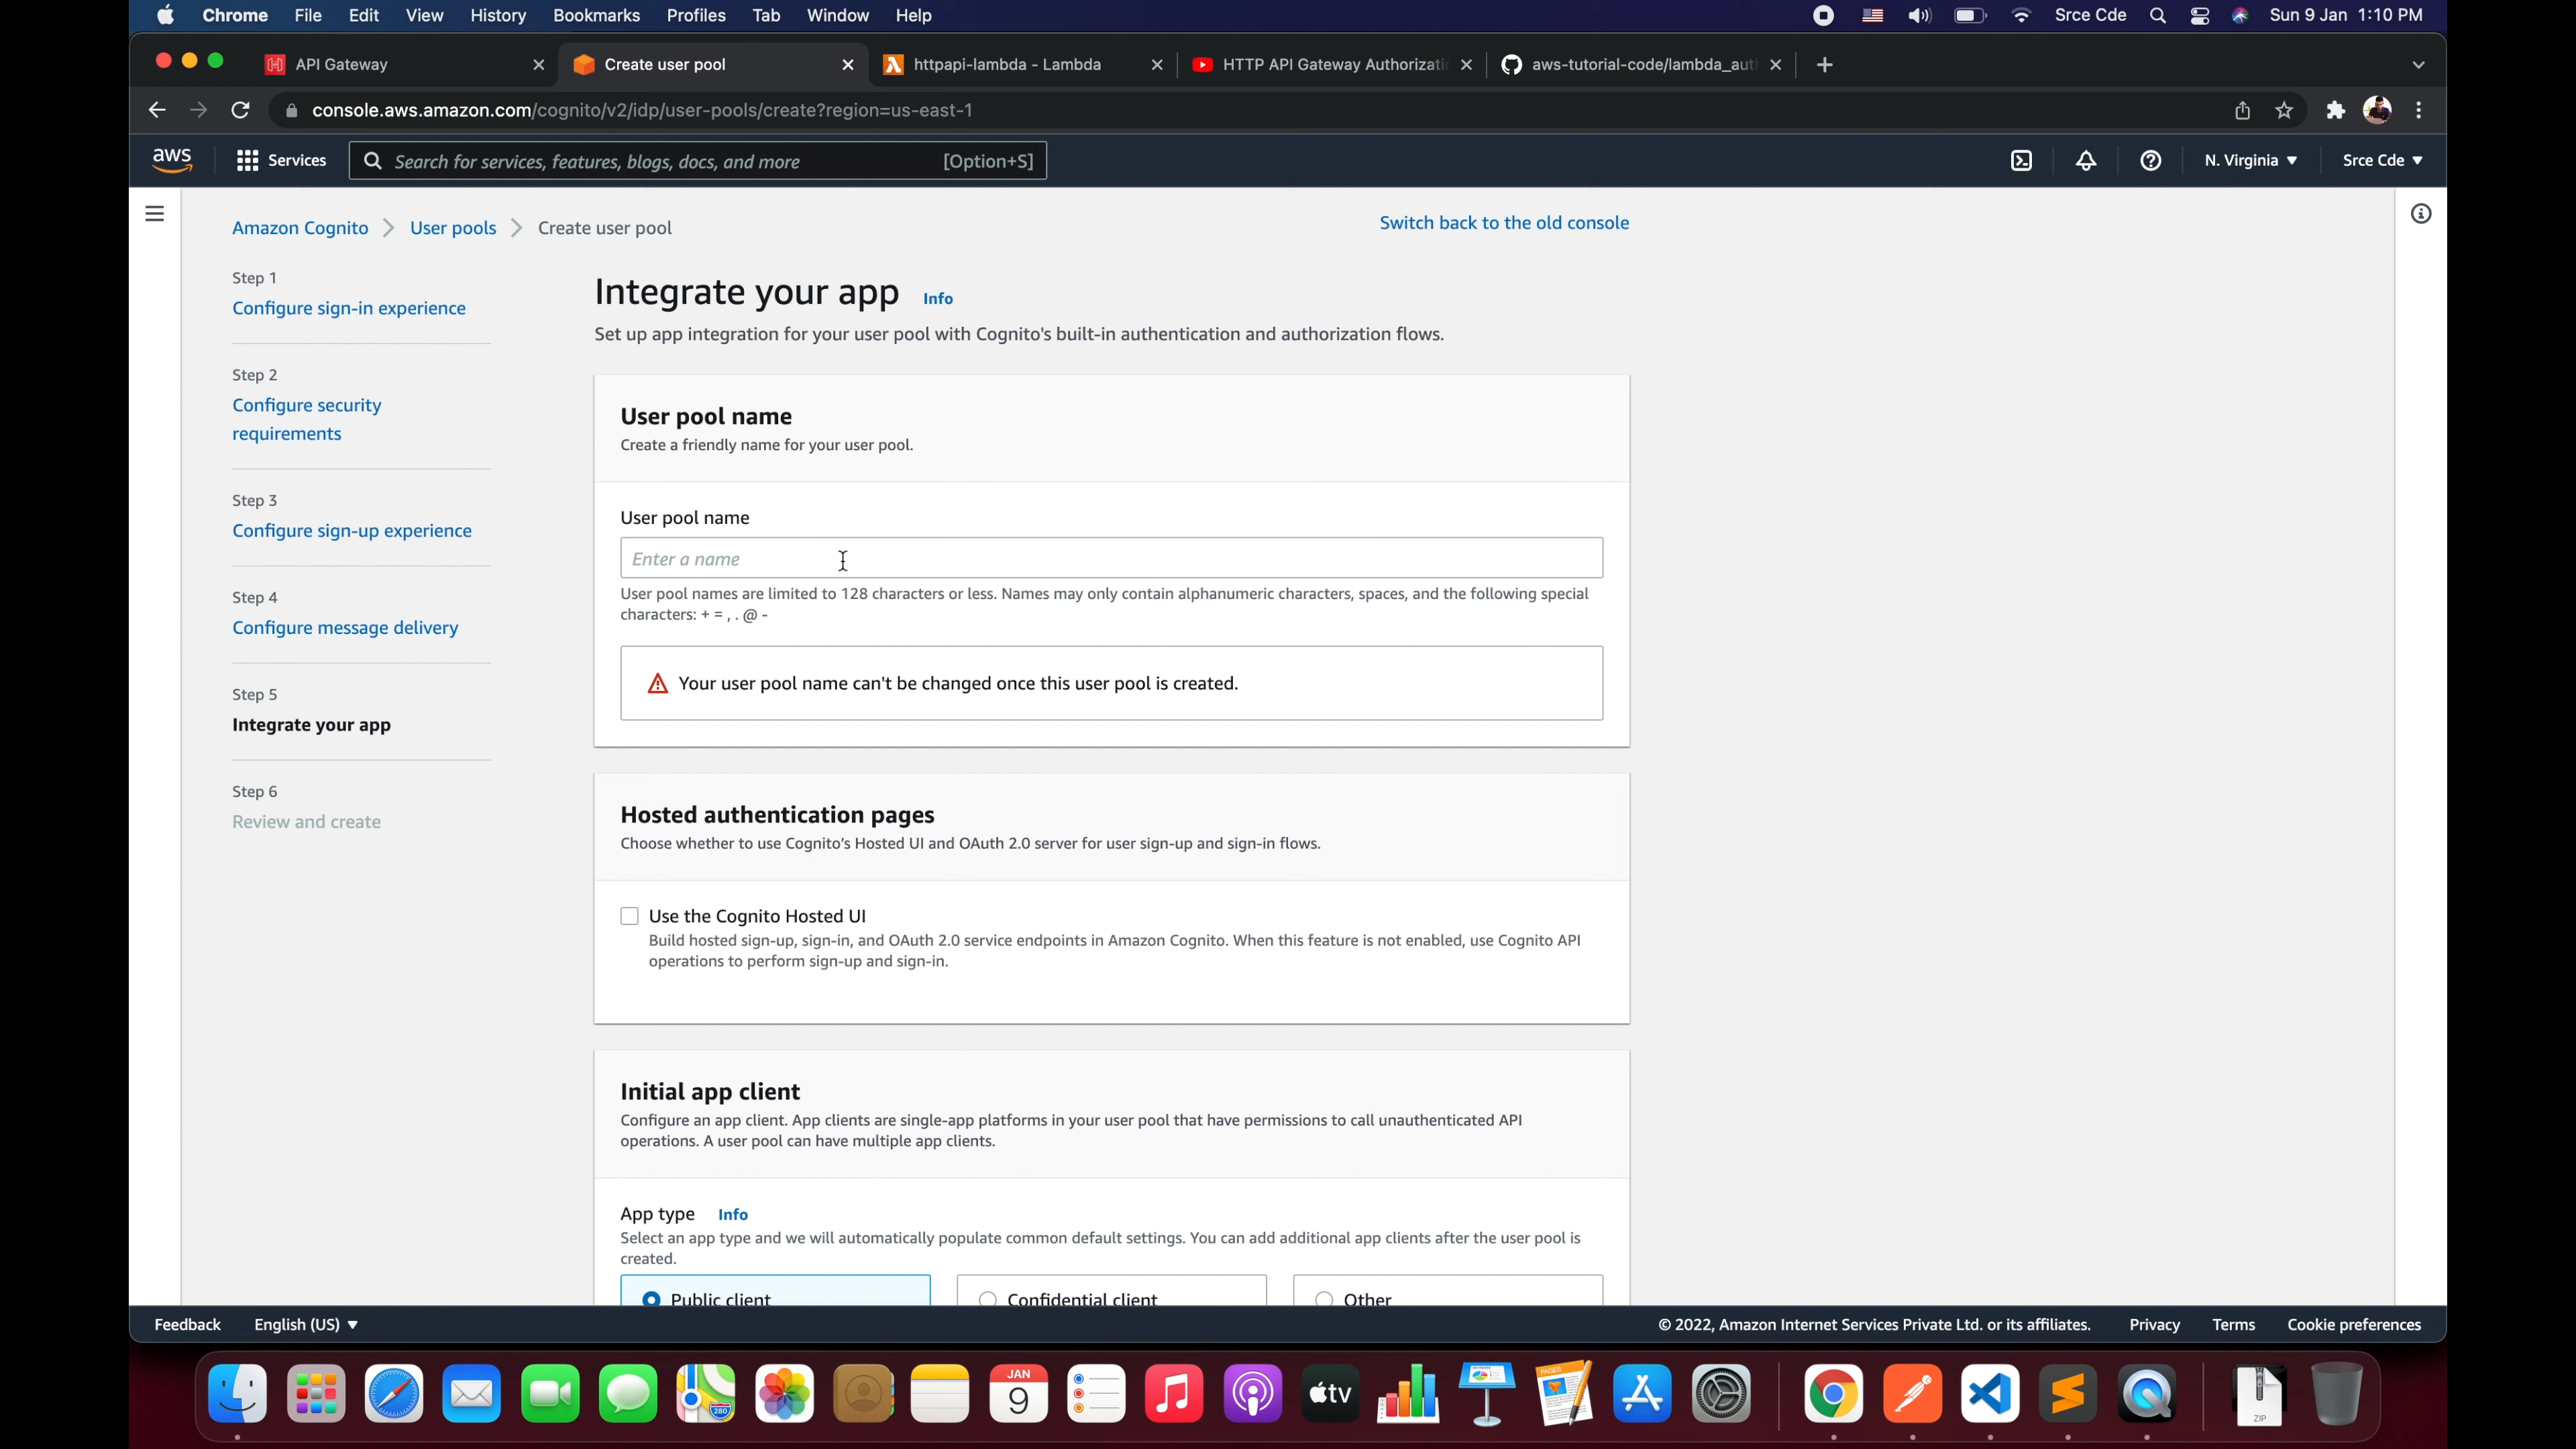 Chrome File Edit View History Bookmarks Profiles Tab Window Help Srce Cde Sun 9 Jan 1:10 PM
API Gateway Create user pool httpapi-lambda - Lambda HTTP API Gateway Authorizati aws-tutorial-code/lambda_aut
console.aws.amazon.com/cognito/v2/idp/user-pools/create?region=us-east-1
aws Services Search for services, features, blogs, docs, and more [Option+S] N. Virginia Srce Cde
Amazon Cognito User pools Create user pool Switch back to the old console
Step 1
Configure sign-in experience
Step 2
Configure security
requirements
Step 3
Configure sign-up experience
Step 4
Configure message delivery
Step 5
Integrate your app
Step 6
Review and create
Integrate your app Info
Set up app integration for your user pool with Cognito's built-in authentication and authorization flows.
User pool name
Create a friendly name for your user pool.
User pool name
Enter a name
User pool names are limited to 128 characters or less. Names may only contain alphanumeric characters, spaces, and the following special
characters: + = , . @ -
Your user pool name can't be changed once this user pool is created.
Hosted authentication pages
Choose whether to use Cognito's Hosted UI and OAuth 2.0 server for user sign-up and sign-in flows.
Use the Cognito Hosted UI
Build hosted sign-up, sign-in, and OAuth 2.0 service endpoints in Amazon Cognito. When this feature is not enabled, use Cognito API
operations to perform sign-up and sign-in.
Initial app client
Configure an app client. App clients are single-app platforms in your user pool that have permissions to call unauthenticated API
operations. A user pool can have multiple app clients.
App type Info
Select an app type and we will automatically populate common default settings. You can add additional app clients after the user pool is
created.
Public client Confidential client Other
Feedback English (US) © 2022, Amazon Internet Services Private Ltd. or its affiliates. Privacy Terms Cookie preferences
280 JAN 9 tv PAGES ZIP